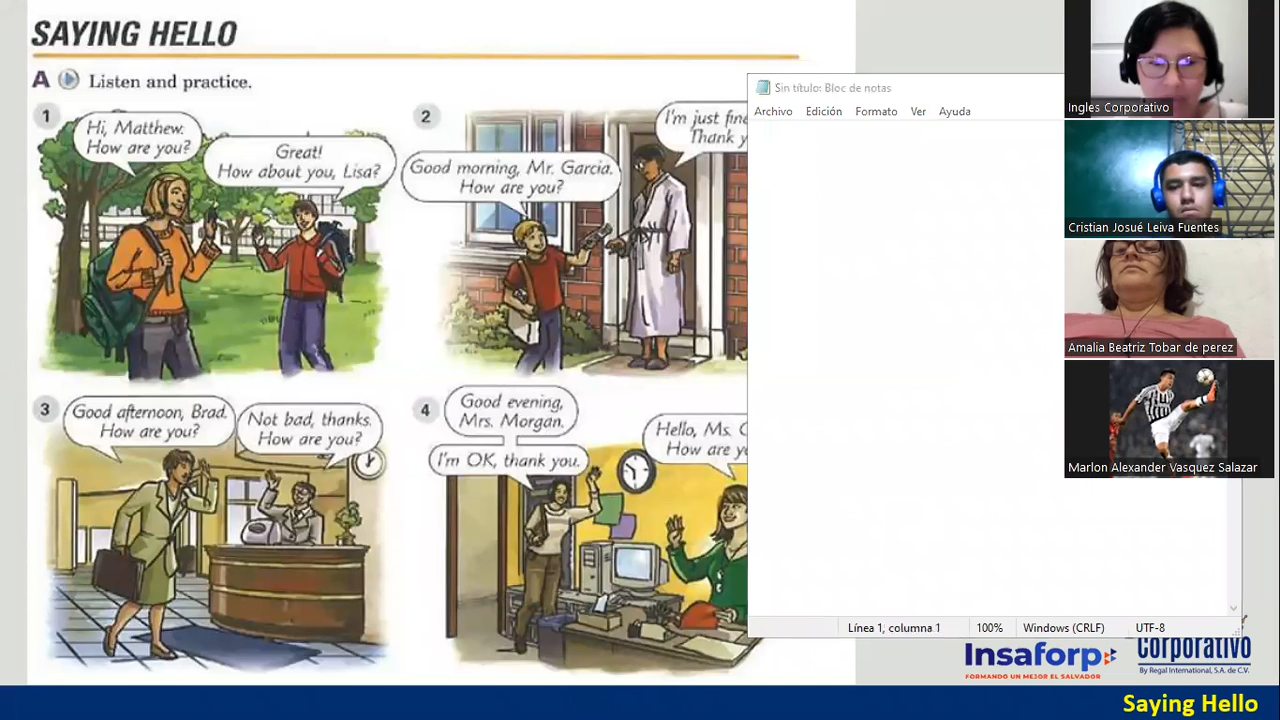 SAYING HELLO
A Listen and practice.
1
Hi, Matthew.
How are you?
Great!
How about you, Lisa?
2
Good morning, Mr. Garcia.
How are you?
I'm just fine
Thank
3
Good afternoon, Brad.
How are you?
Not bad, thanks.
How are you?
4
Good evening,
Mrs. Morgan.
I'm OK, thank you.
Hello, Ms.
How are
Sin título: Bloc de notas
Archivo Edición Formato Ver Ayuda
Línea 1, columna 1 100% Windows (CRLF) UTF-8
Ingles Corporativo
Cristian Josué Leiva Fuentes
Amalia Beatriz Tobar de perez
Marlon Alexander Vasquez Salazar
Insaforp
FORMANDO UN MEJOR EL SALVADOR
Corporativo
By Regal International, S.A. de C.V.
Saying Hello